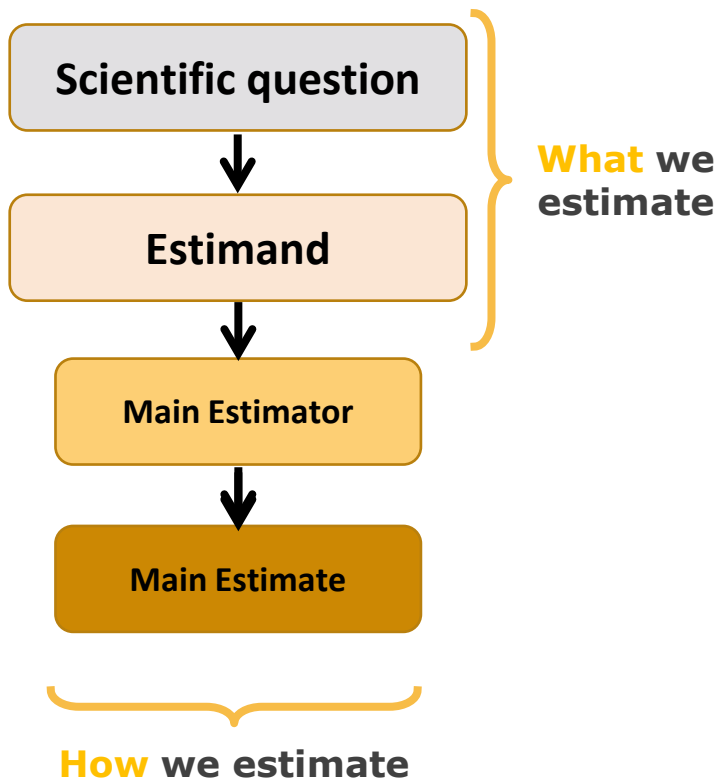 Scientific question
What we
estimate
Estimand
Main Estimator
Main Estimate
How we estimate